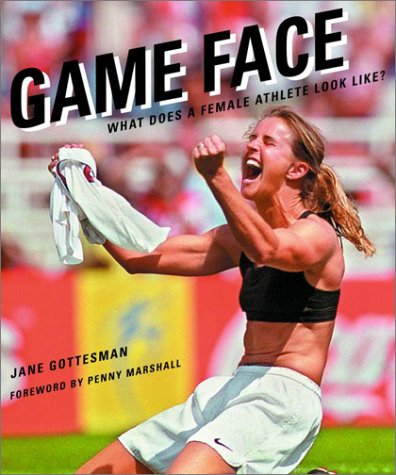 GAME FACE
WHAT DOES A FEMALE ATHLETE LOOK LIKE?
JANE GOTTESMAN
FOREWORD BY PENNY MARSHALL